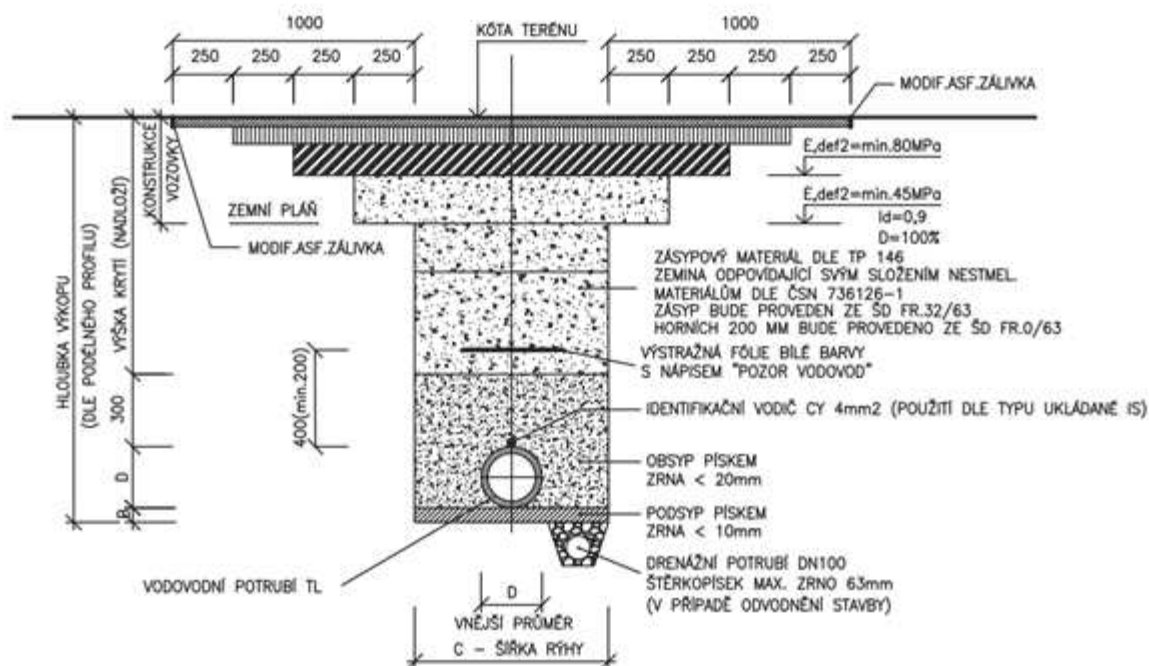 1000
1000
KÓTA TERÉNU
250
250
250
250
250
250
250
250
MODIF.ASF.ZÁLIVKA
E,def2=min.80MPa
E,def2=min.45MPa
Id=0,9
D=100%
KONSTRUKCE
VOZOVKY
ZEMNÍ PLÁŇ
MODIF.ASF.ZÁLIVKA
HLOUBKA VÝKOPU
(DLE PODÉLNÉHO PROFILU)
VÝŠKA KRYTÍ (NADLOŽÍ)
300
D
400(min.200)
ZÁSYPOVÝ MATERIÁL DLE TP 146
ZEMINA ODPOVÍDAJÍCÍ SVÝM SLOŽENÍM NESTMEL.
MATERIÁLŮM DLE ČSN 736126-1
ZÁSYP BUDE PROVEDEN ZE ŠD FR.32/63
HORNÍCH 200 MM BUDE PROVEDENO ZE ŠD FR.0/63
VÝSTRAŽNÁ FÓLIE BÍLÉ BARVY
S NÁPISEM "POZOR VODOVOD"
IDENTIFIKAČNÍ VODIČ CY 4mm2 (POUŽITÍ DLE TYPU UKLÁDANÉ IS)
OBSYP PÍSKEM
ZRNA < 20mm
PODSYP PÍSKEM
ZRNA < 10mm
DRENÁŽNÍ POTRUBÍ DN100
ŠTĚRKOPÍSEK MAX. ZRNO 63mm
(V PŘÍPADĚ ODVODNĚNÍ STAVBY)
VODOVODNÍ POTRUBÍ TL
D
VNĚJŠÍ PRŮMĚR
C - ŠÍŘKA RÝHY